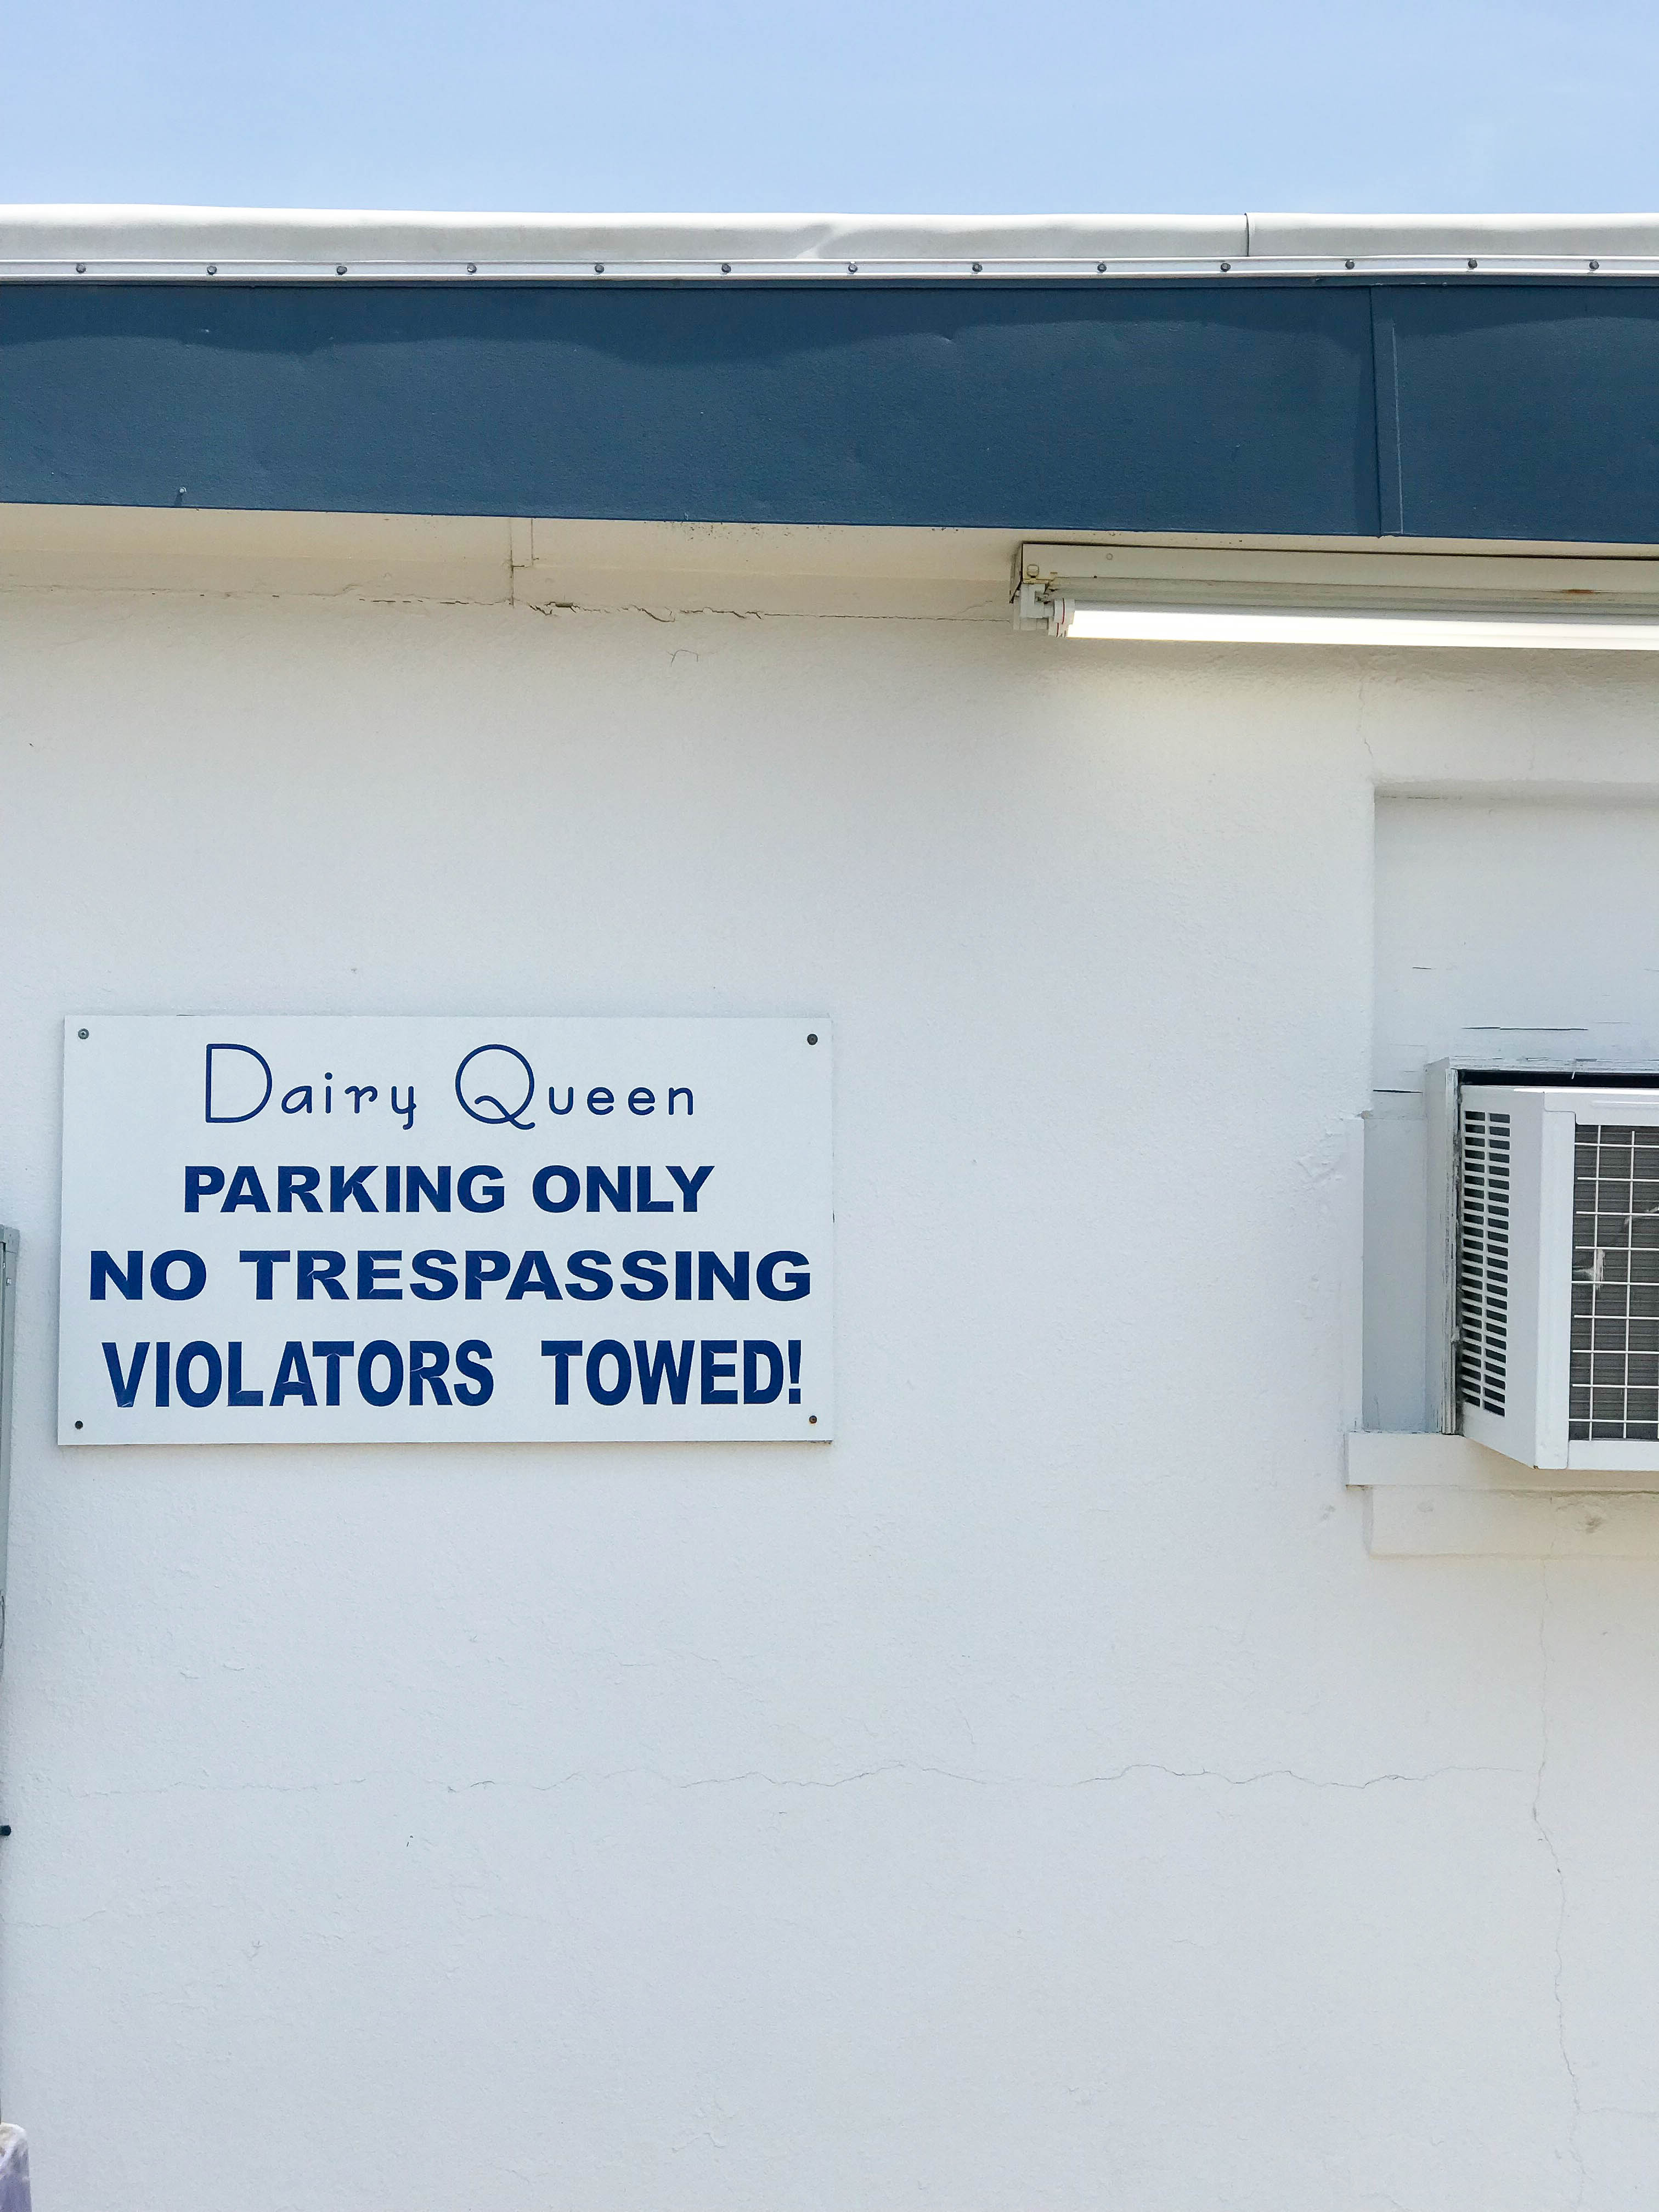 Dairy Queen
PARKING ONLY
NO TRESPASSING
VIOLATORS TOWED!